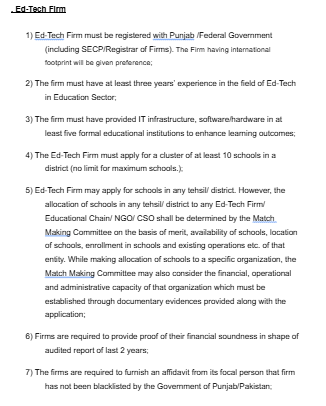 . Ed-Tech Firm
1) Ed-Tech Firm must be registered with Punjab /Federal Government
(including SECP/Registrar of Firms). The Firm having international
footprint will be given preference;
2) The firm must have at least three years' experience in the field of Ed-Tech
in Education Sector;
3) The firm must have provided IT infrastructure, software/hardware in at
least five formal educational institutions to enhance learning outcomes;
4) The Ed-Tech Firm must apply for a cluster of at least 10 schools in a
district (no limit for maximum schools.);
5) Ed-Tech Firm may apply for schools in any tehsil/ district. However, the
allocation of schools in any tehsil/ district to any Ed-Tech Firm/
Educational Chain/ NGO/ CSO shall be determined by the Match
Making Committee on the basis of merit, availability of schools, location
of schools, enrollment in schools and existing operations etc. of that
entity. While making allocation of schools to a specific organization, the
Match Making Committee may also consider the financial, operational
and administrative capacity of that organization which must be
established through documentary evidences provided along with the
application;
6) Firms are required to provide proof of their financial soundness in shape of
audited report of last 2 years;
7) The firms are required to furnish an affidavit from its focal person that firm
has not been blacklisted by the Government of Punjab/Pakistan;